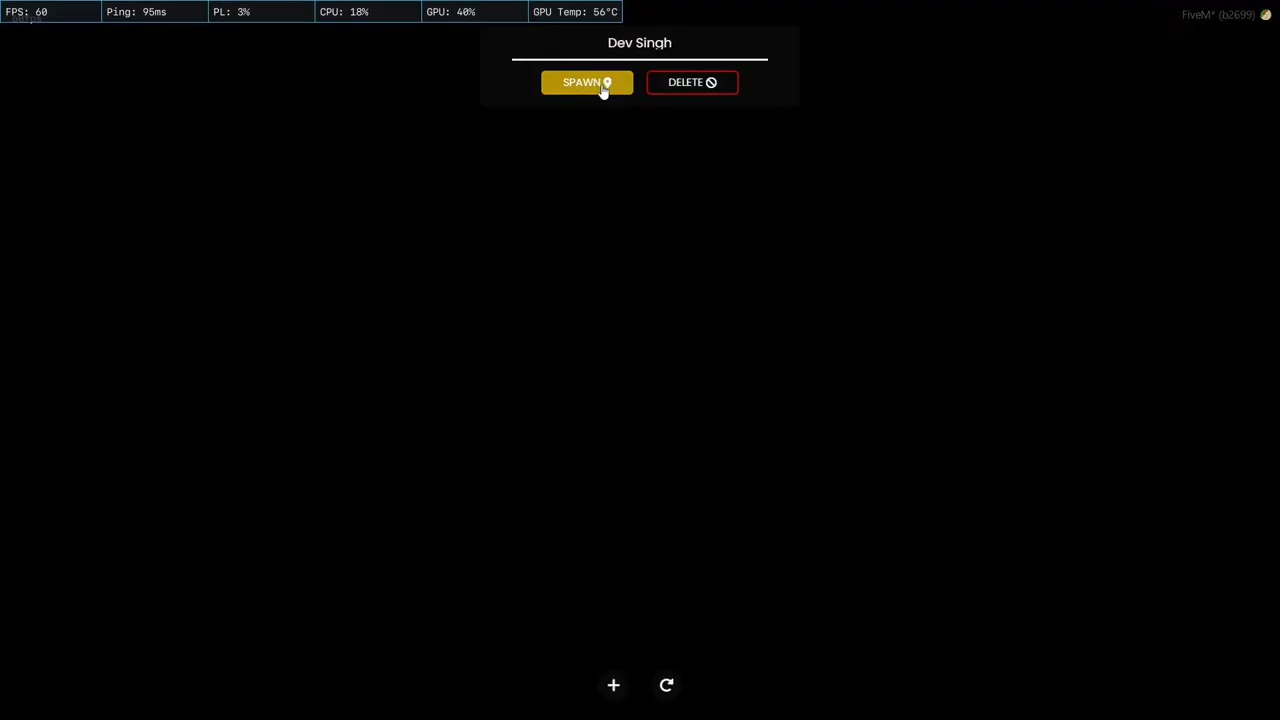 FPS: 60 Ping: 95ms PL: 3% CPU: 18% GPU: 40% GPU Temp: 56°C
FiveM* (b2699)
Dev Singh
SPAWN DELETE